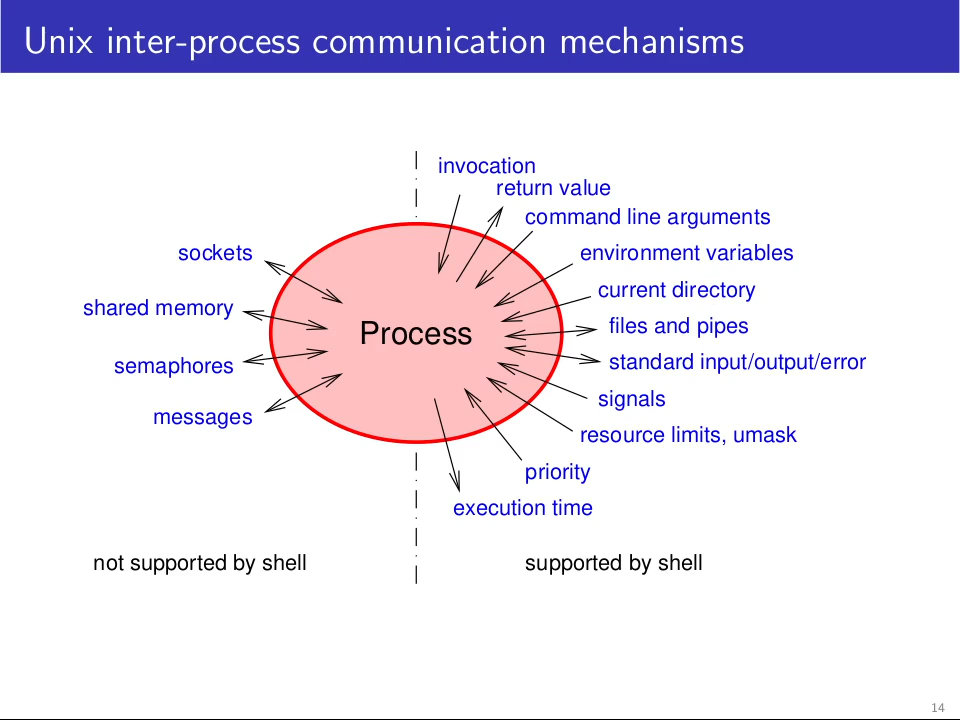 Unix inter-process communication mechanisms
invocation
return value
command line arguments
sockets
environment variables
current directory
shared memory
files and pipes
Process
semaphores
standard input/output/error
signals
messages
resource limits, umask
priority
execution time
not supported by shell
supported by shell
14